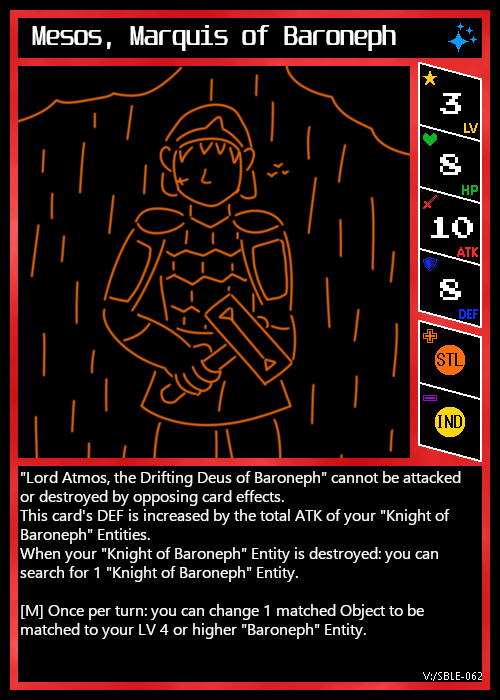 Mesos, Marquis of Baroneph
3
LV
8
HP
10
ATK
8
DEF
STL
IND
"Lord Atmos, the Drifting Deus of Baroneph" cannot be attacked
or destroyed by opposing card effects.
This card's DEF is increased by the total ATK of your "Knight of
Baroneph" Entities.
When your "Knight of Baroneph" Entity is destroyed: you can
search for 1 "Knight of Baroneph" Entity.
[M] Once per turn: you can change 1 matched Object to be
matched to your LV 4 or higher "Baroneph" Entity.
V:/SBLE-062